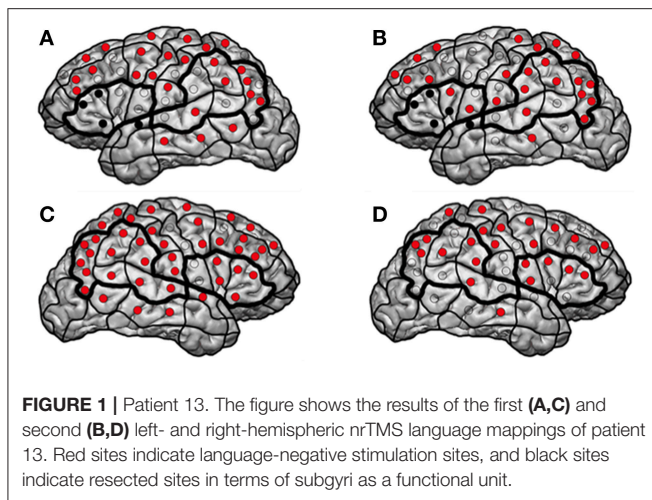 A
B
C
D
FIGURE 1 | Patient 13. The figure shows the results of the first (A,C) and
second (B,D) left- and right-hemispheric nrTMS language mappings of patient
13. Red sites indicate language-negative stimulation sites, and black sites
indicate resected sites in terms of subgyri as a functional unit.